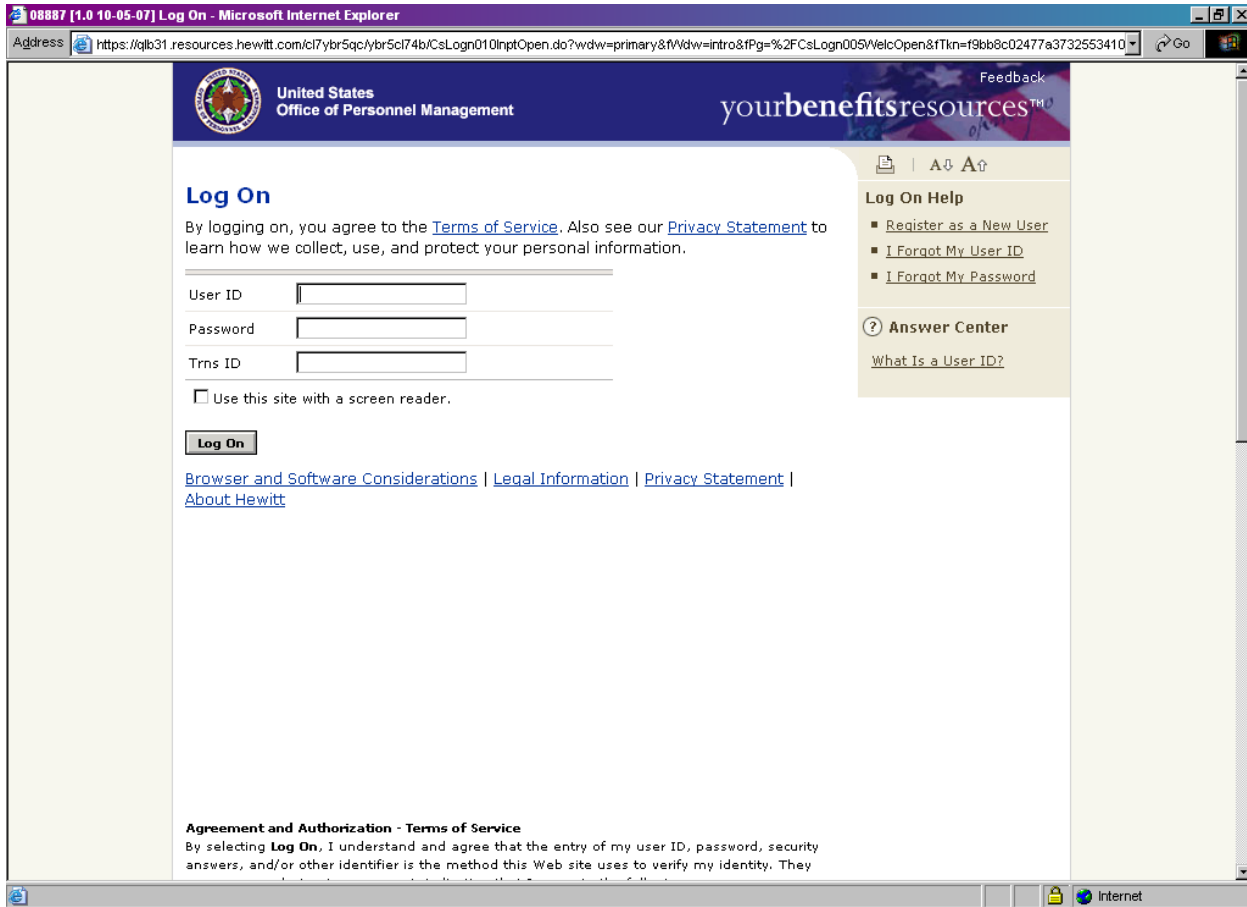 08887 [1.0 10-05-07] Log On - Microsoft Internet Explorer
Address https://qlb31.resources.hewitt.com/cl7ybr5qc/ybr5cl74b/CsLogn010InptOpen.do?wdw=primary&fWdw=intro&fPg=%2FCsLogn005WelcOpen&fTkn=f9bb8c02477a3732553410 Go
Feedback
United States
Office of Personnel Management
yourbenefitsresources™
A A
Log On
By logging on, you agree to the Terms of Service. Also see our Privacy Statement to
learn how we collect, use, and protect your personal information.
User ID
Password
Trns ID
Use this site with a screen reader.
Log On
Browser and Software Considerations | Legal Information | Privacy Statement |
About Hewitt
Log On Help
Register as a New User
I Forgot My User ID
I Forgot My Password
? Answer Center
What Is a User ID?
Agreement and Authorization - Terms of Service
By selecting Log On, I understand and agree that the entry of my user ID, password, security
answers, and/or other identifier is the method this Web site uses to verify my identity. They
Internet